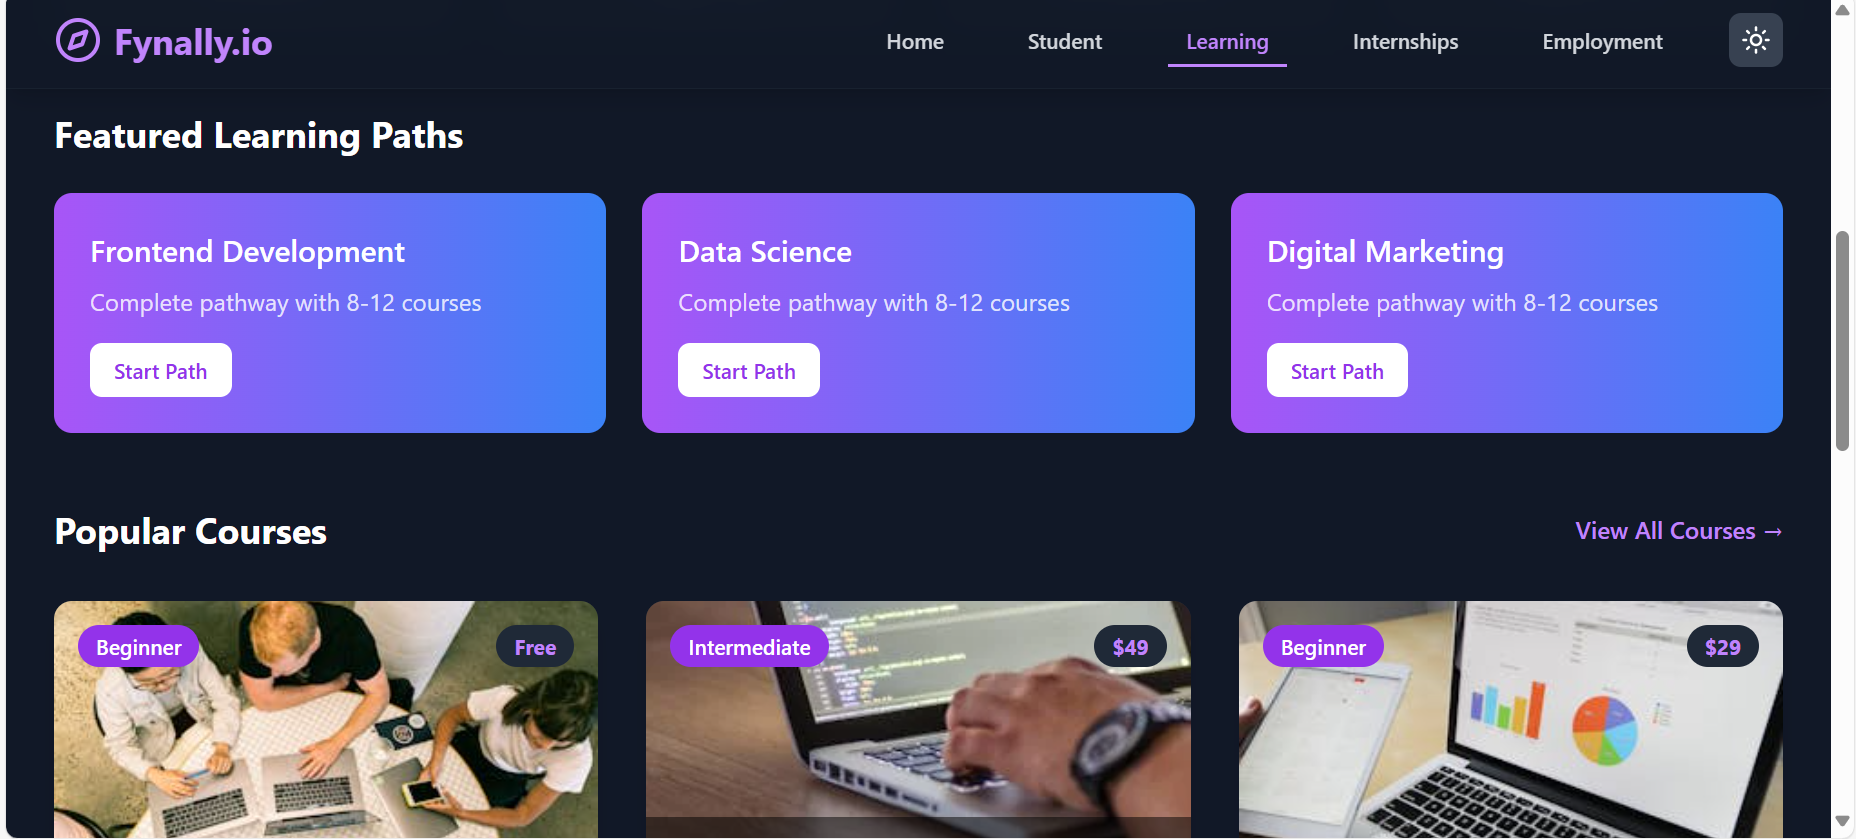 Fynally.io
Home
Student
Learning
Internships
Employment
Featured Learning Paths
Frontend Development
Complete pathway with 8-12 courses
Start Path
Data Science
Complete pathway with 8-12 courses
Start Path
Digital Marketing
Complete pathway with 8-12 courses
Start Path
Popular Courses
View All Courses →
Beginner
Free
Intermediate
$49
Beginner
$29